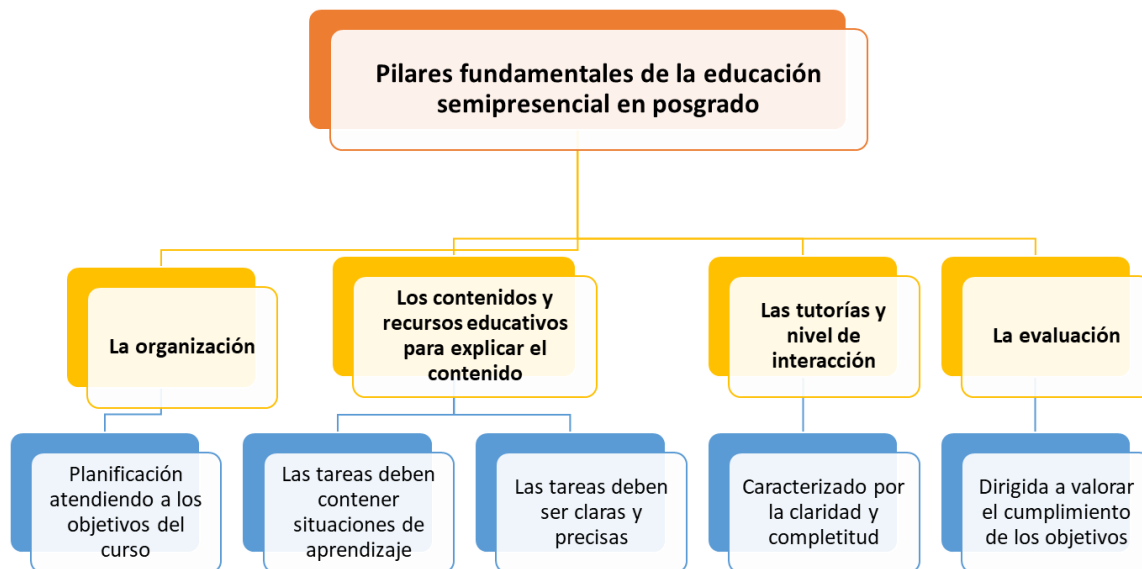 Pilares fundamentales de la educación
semipresencial en posgrado
La organización
Los contenidos y
recursos educativos
para explicar el
contenido
Las tutorías y
nivel de
interacción
La evaluación
Planificación
atendiendo a los
objetivos del
curso
Las tareas deben
contener
situaciones de
aprendizaje
Las tareas deben
ser claras y
precisas
Caracterizado por
la claridad y
completitud
Dirigida a valorar
el cumplimiento
de los objetivos